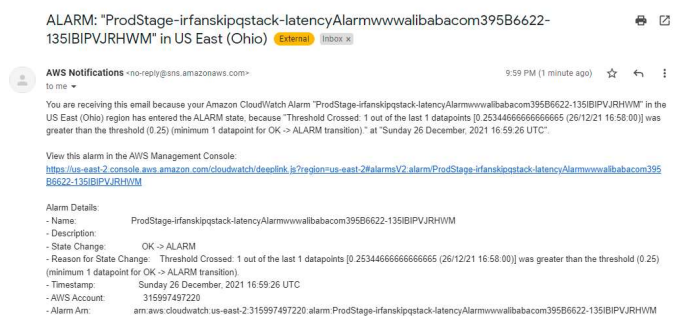 ALARM: "ProdStage-irfanskipqstack-latencyAlarmwwwalibabacom395B6622-
135IBIPVJRHWM" in US East (Ohio) External Inbox x
AWS Notifications <no-reply@sns.amazonaws.com> 9:59 PM (1 minute ago)
to me
You are receiving this email because your Amazon CloudWatch Alarm "ProdStage-irfanskipqstack-latencyAlarmwwwalibabacom395B6622-135IBIPVJRHWM" in the
US East (Ohio) region has entered the ALARM state, because "Threshold Crossed: 1 out of the last 1 datapoints [0.25344666666666665 (26/12/21 16:58:00)] was
greater than the threshold (0.25) (minimum 1 datapoint for OK -> ALARM transition)." at "Sunday 26 December, 2021 16:59:26 UTC".
View this alarm in the AWS Management Console:
https://us-east-2.console.aws.amazon.com/cloudwatch/deeplink.js?region=us-east-2#alarmsV2:alarm/ProdStage-irfanskipqstack-latencyAlarmwwwalibabacom395
B6622-135IBIPVJRHWM
Alarm Details:
- Name: ProdStage-irfanskipqstack-latencyAlarmwwwalibabacom395B6622-135IBIPVJRHWM
- Description:
- State Change: OK -> ALARM
- Reason for State Change: Threshold Crossed: 1 out of the last 1 datapoints [0.25344666666666665 (26/12/21 16:58:00)] was greater than the threshold (0.25)
(minimum 1 datapoint for OK -> ALARM transition).
- Timestamp: Sunday 26 December, 2021 16:59:26 UTC
- AWS Account: 315997497220
- Alarm Arn: arn:aws:cloudwatch:us-east-2:315997497220:alarm:ProdStage-irfanskipqstack-latencyAlarmwwwalibabacom395B6622-135IBIPVJRHWM